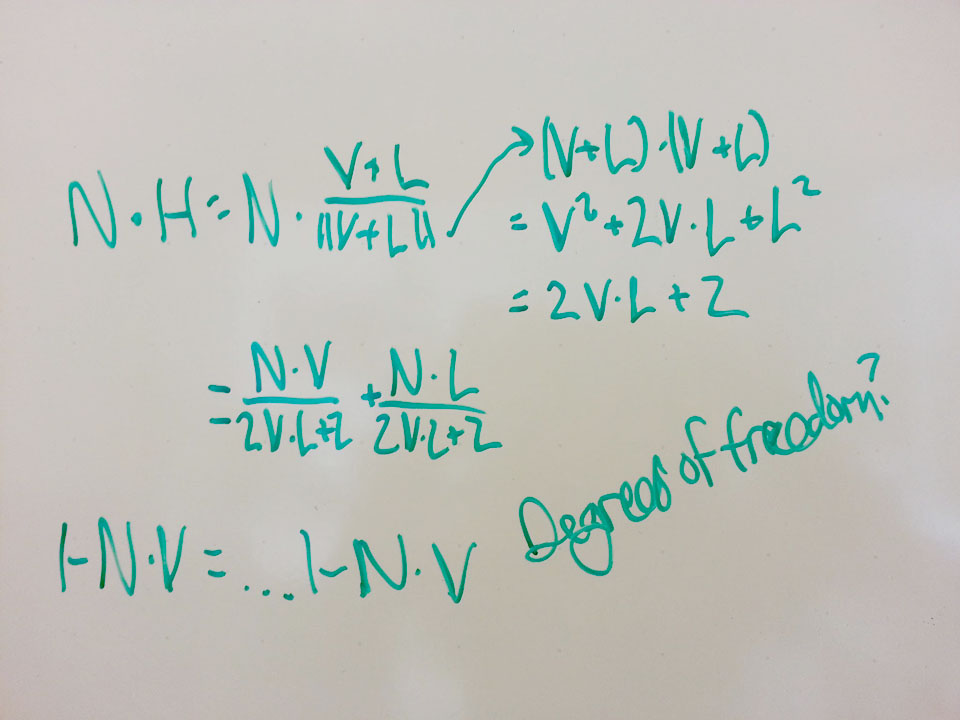 N·H = N · (V+L)/||V+L|| → (V+L)·(V+L)
= V² + 2V·L + L²
= 2V·L + 2
= N·V/(2V·L+2) + N·L/(2V·L+2)
Degrees of freedom?
1-N·V = ... 1-N·V